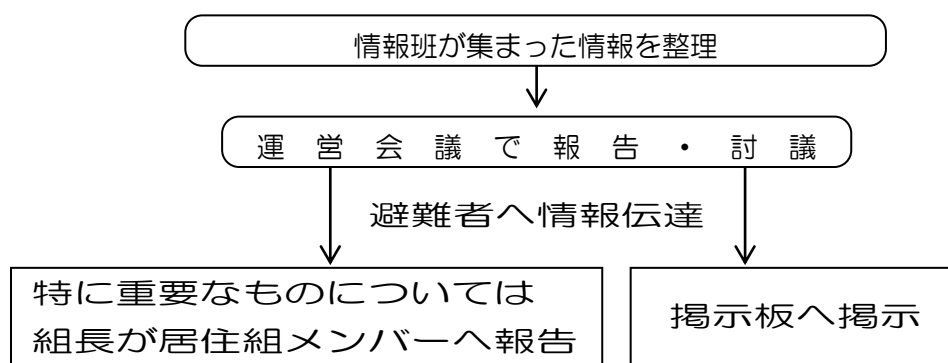 情報班が集まった情報を整理
運営会議で報告・討議
避難者へ情報伝達
特に重要なものについては
組長が居住組メンバーへ報告
掲示板へ掲示